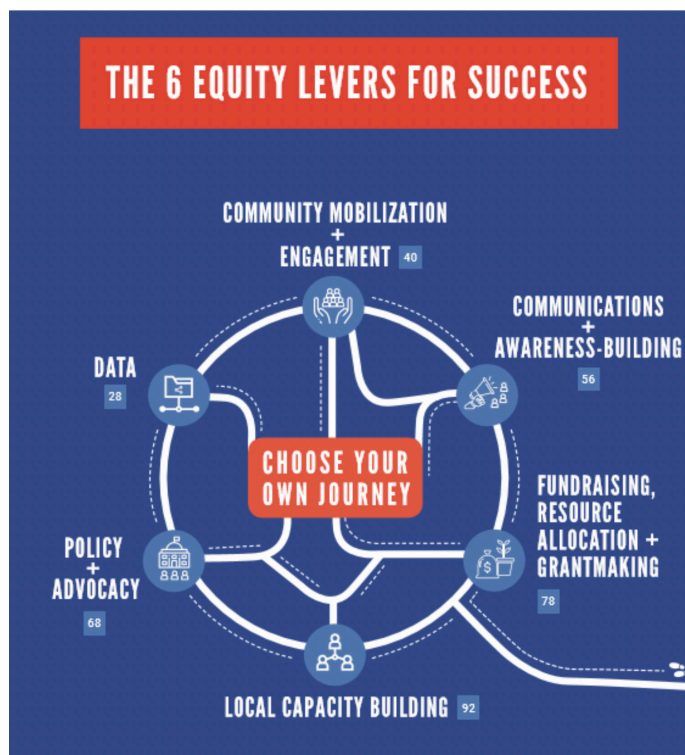 THE 6 EQUITY LEVERS FOR SUCCESS
COMMUNITY MOBILIZATION
+
ENGAGEMENT 40
COMMUNICATIONS
+
AWARENESS-BUILDING
56
DATA
28
CHOOSE YOUR
OWN JOURNEY
FUNDRAISING,
RESOURCE
ALLOCATION +
GRANTMAKING
78
POLICY
+
ADVOCACY
68
$
LOCAL CAPACITY BUILDING 92